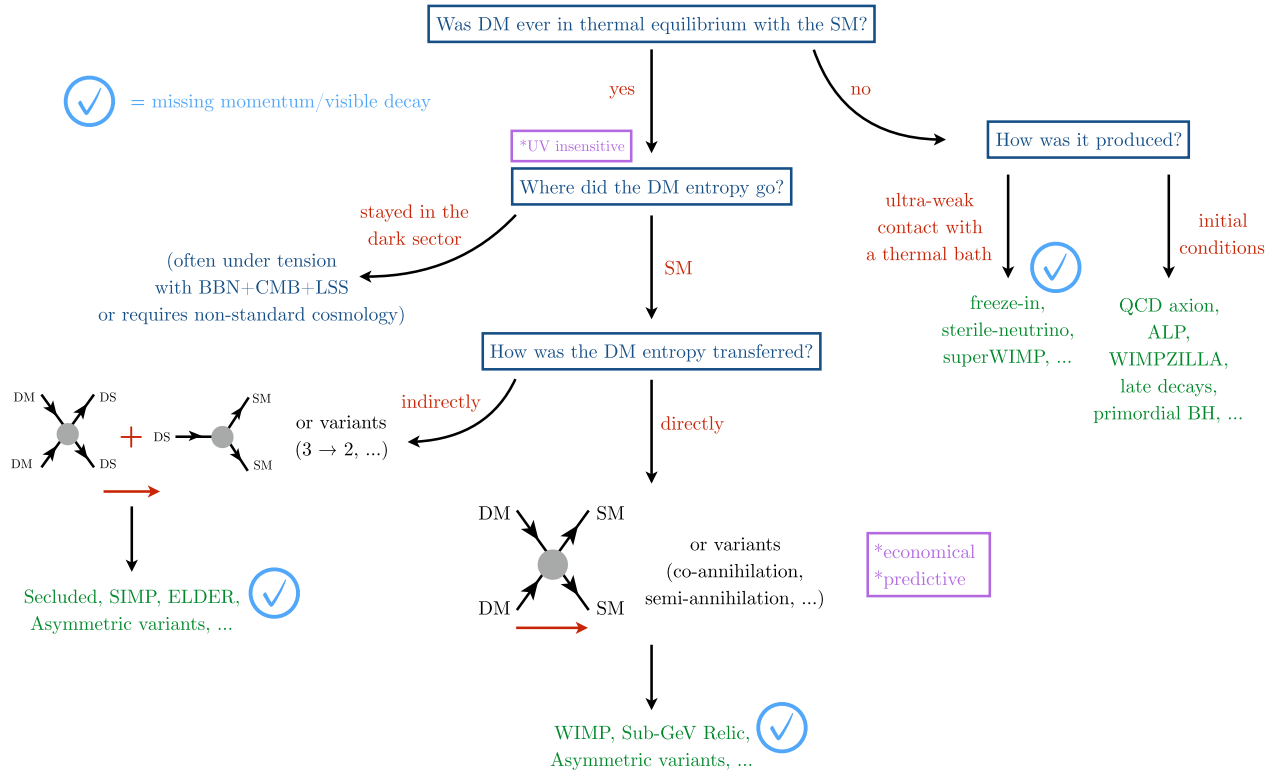 Was DM ever in thermal equilibrium with the SM?
= missing momentum/visible decay
yes
no
*UV insensitive
How was it produced?
Where did the DM entropy go?
stayed in the
dark sector
(often under tension
with BBN+CMB+LSS
or requires non-standard cosmology)
SM
ultra-weak
contact with
a thermal bath
initial
conditions
freeze-in,
sterile-neutrino,
superWIMP, ...
QCD axion,
ALP,
WIMPZILLA,
late decays,
primordial BH, ...
How was the DM entropy transferred?
indirectly
directly
DM
DS
DM
DS
+
DS
SM
SM
or variants
(3 → 2, ...)
Secluded, SIMP, ELDER,
Asymmetric variants, ...
DM
SM
DM
SM
or variants
(co-annihilation,
semi-annihilation, ...)
*economical
*predictive
WIMP, Sub-GeV Relic,
Asymmetric variants, ...